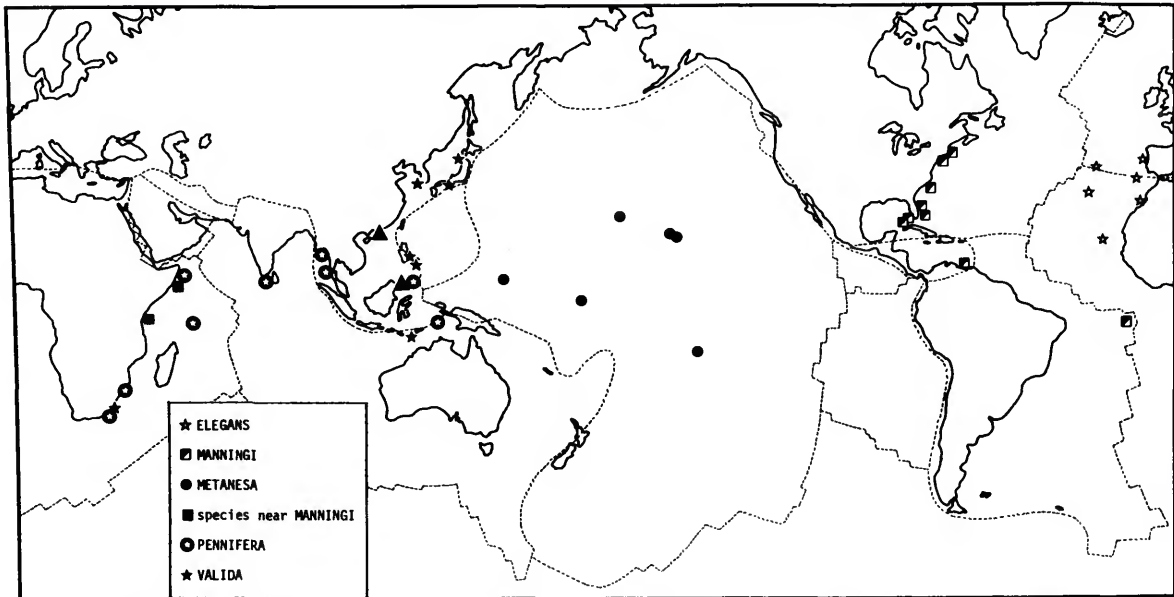 ELEGANS
MANNINGI
METANESA
species near MANNINGI
PENNIFERA
VALIDA